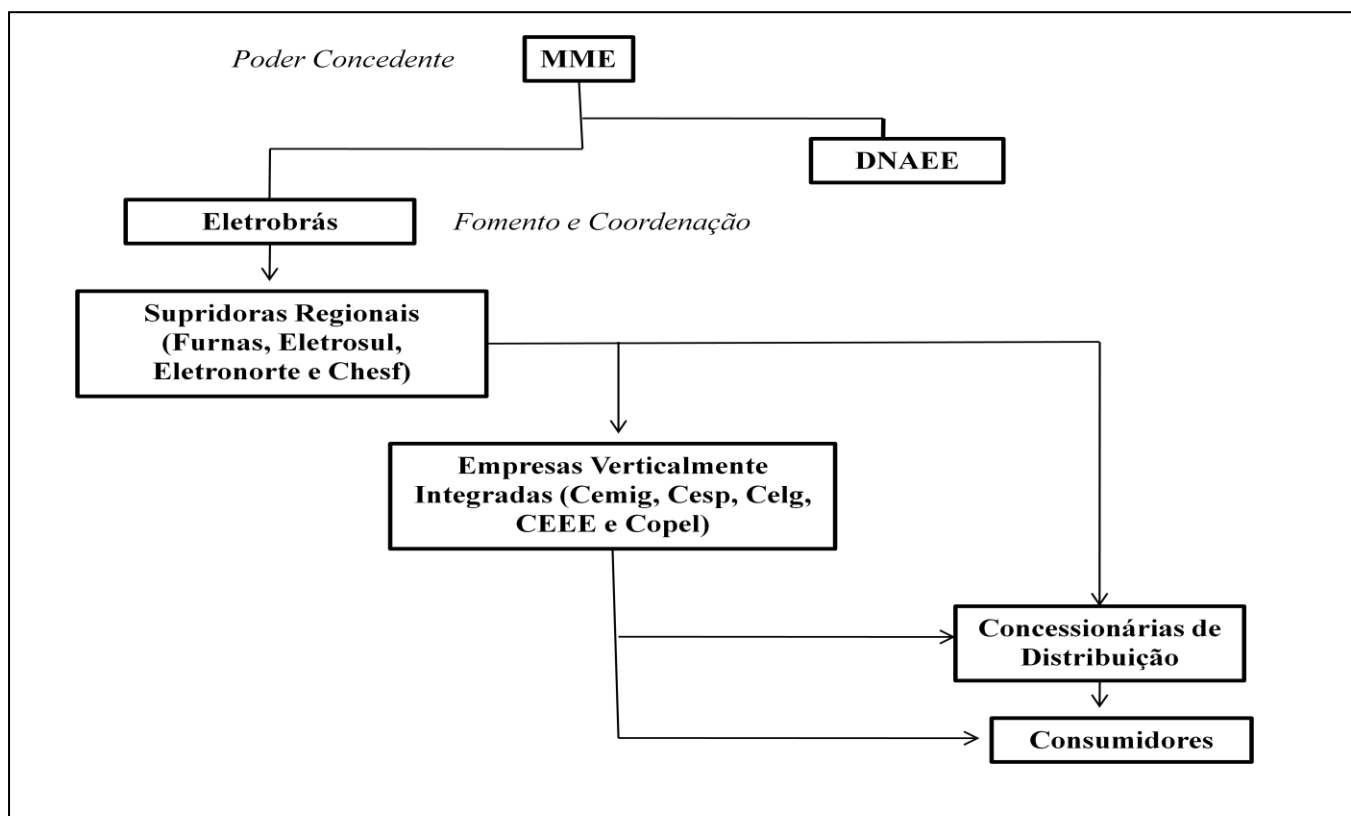 Poder Concedente
MME
DNAEE
Eletrobrás
Fomento e Coordenação
Supridoras Regionais
(Furnas, Eletrosul,
Eletronorte e Chesf)
Empresas Verticalmente
Integradas (Cemig, Cesp, Celg,
CEEE e Copel)
Concessionárias de
Distribuição
Consumidores